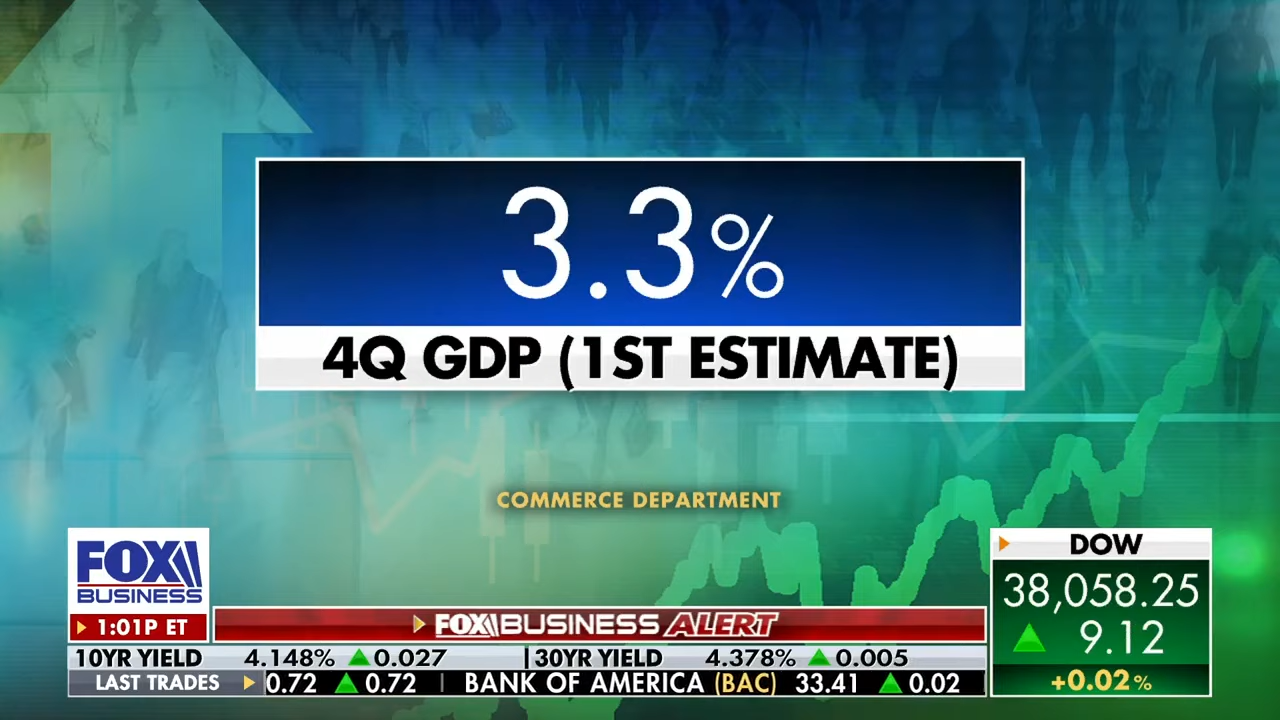 3.3%
4Q GDP (1ST ESTIMATE)
COMMERCE DEPARTMENT
FOX BUSINESS
1:01P ET
FOX BUSINESS ALERT
10YR YIELD 4.148% ▲0.027 | 30YR YIELD 4.378% ▲0.005
LAST TRADES 0.72 ▲ 0.72 | BANK OF AMERICA (BAC) 33.41 ▲ 0.02
DOW
38,058.25
▲ 9.12
+0.02%